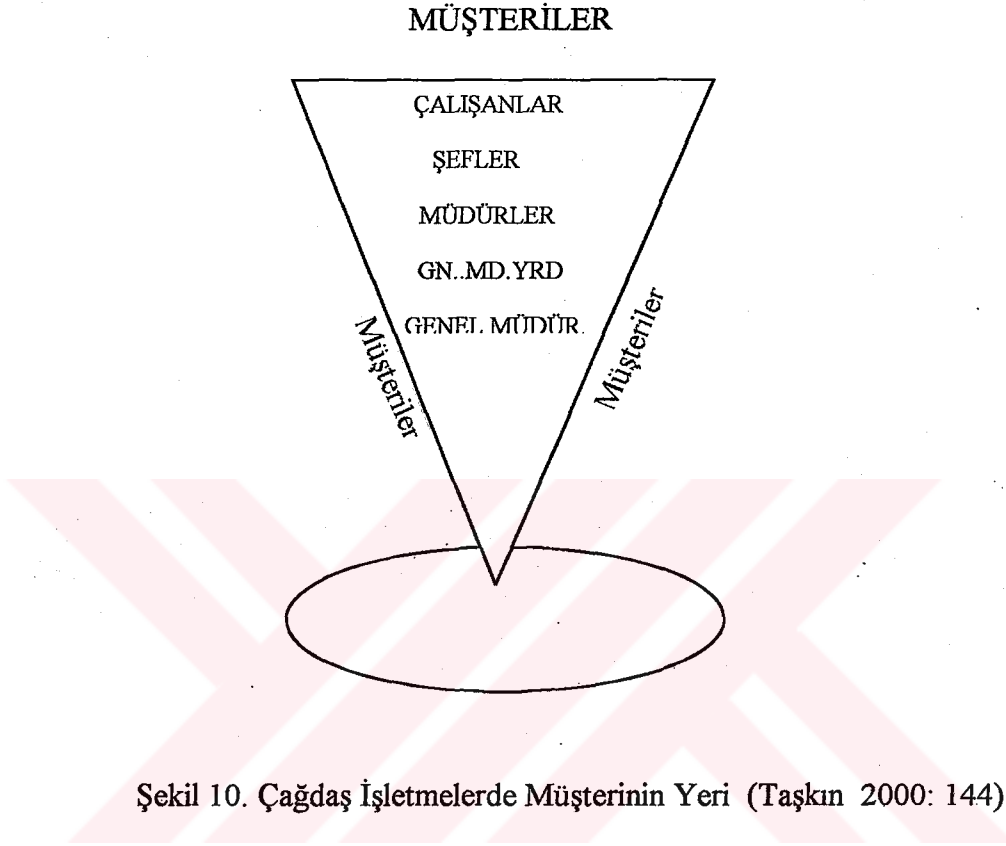 MÜŞTERİLER
ÇALIŞANLAR
ŞEFLER
MÜDÜRLER
GN..MD.YRD
GENEL MÜDÜR.
Müşteriler
Müşteriler
Şekil 10. Çağdaş İşletmelerde Müşterinin Yeri (Taşkın 2000: 144)